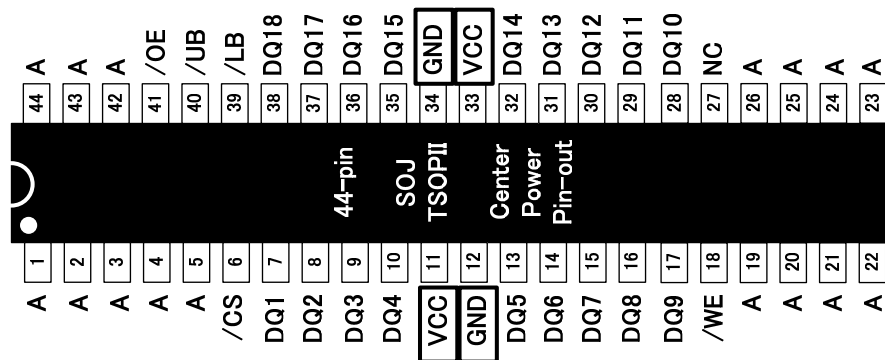 A A A /OE /UB /LB DQ18 DQ17 DQ16 DQ15 GND VCC DQ14 DQ13 DQ12 DQ11 DQ10 NC A A A A
44 43 42 41 40 39 38 37 36 35 34 33 32 31 30 29 28 27 26 25 24 23
44-pin
SOJ
TSOPII
Center
Power
Pin-out
1 2 3 4 5 6 7 8 9 10 11 12 13 14 15 16 17 18 19 20 21 22
A A A A A /CS DQ1 DQ2 DQ3 DQ4 VCC GND DQ5 DQ6 DQ7 DQ8 DQ9 /WE A A A A